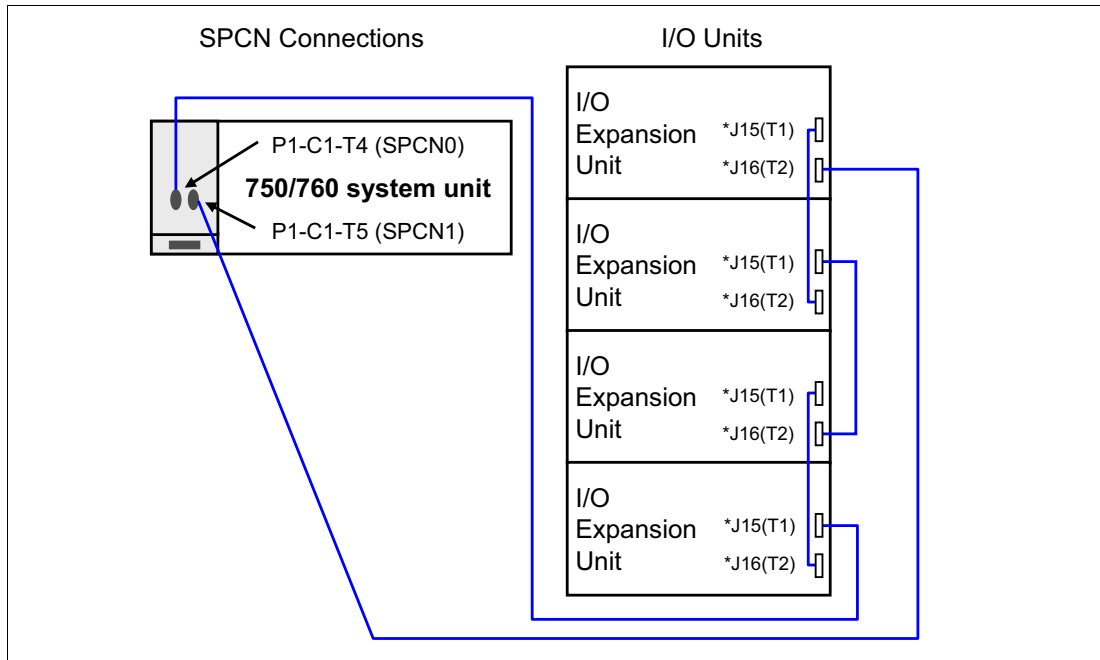 SPCN Connections
I/O Units
P1-C1-T4 (SPCN0)
750/760 system unit
P1-C1-T5 (SPCN1)
I/O
Expansion
Unit
*J15(T1)
*J16(T2)
I/O
Expansion
Unit
*J15(T1)
*J16(T2)
I/O
Expansion
Unit
*J15(T1)
*J16(T2)
I/O
Expansion
Unit
*J15(T1)
*J16(T2)